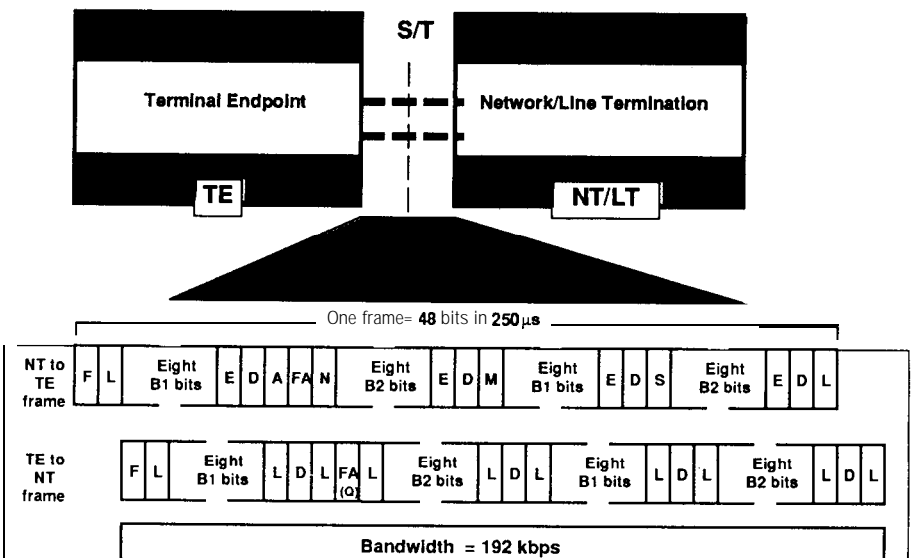 S/T
Terminal Endpoint
Network/Line Termination
TE
NT/LT
One frame= 48 bits in 250µs
NT to TE frame
F L Eight B1 bits E D A FA N Eight B2 bits E D M Eight B1 bits E D S Eight B2 bits E D L
TE to NT frame
F L Eight B1 bits L D L FA (Q) L Eight B2 bits L D L Eight B1 bits L D L Eight B2 bits L D L
Bandwidth = 192 kbps